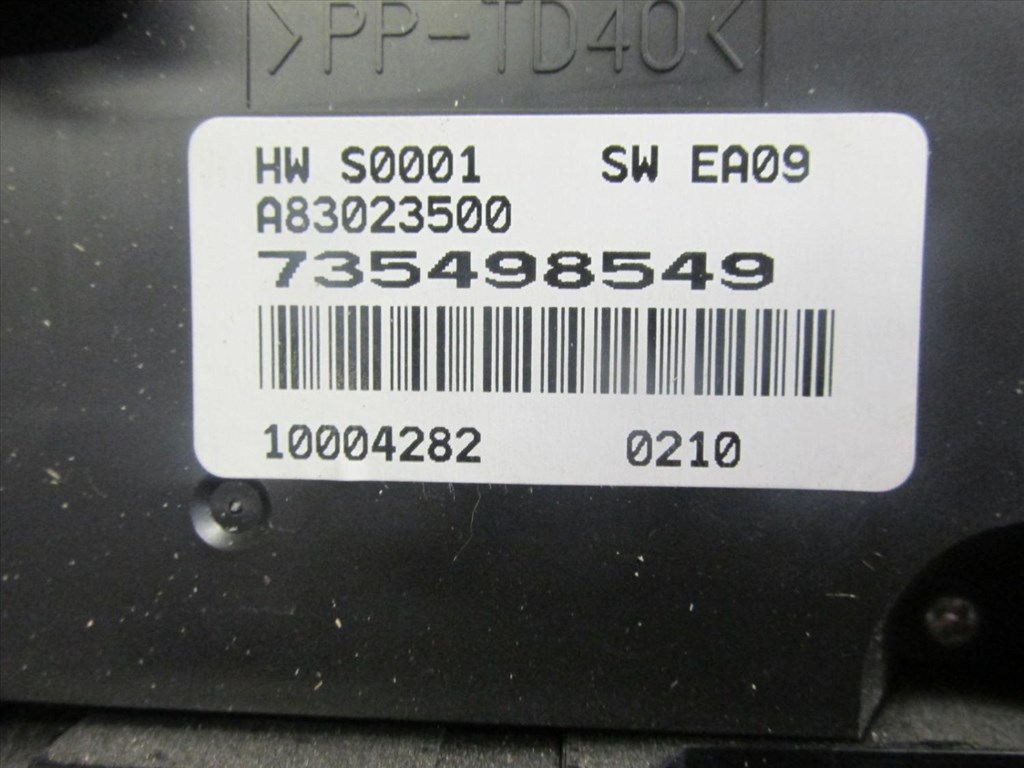 >PP-TD40<
HW S0001 SW EA09
A83023500
735498549
10004282 0210